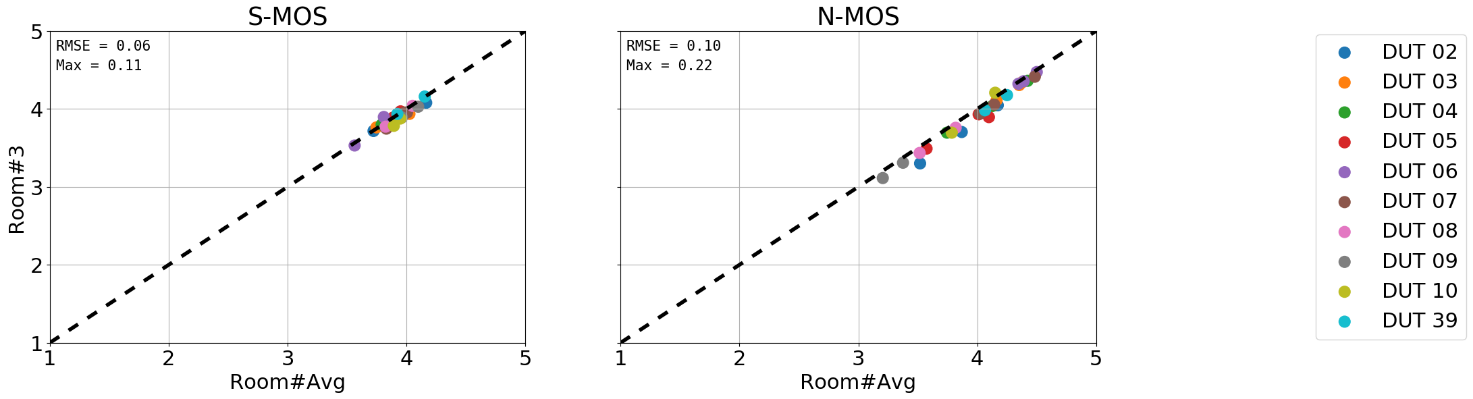 S-MOS
N-MOS
RMSE = 0.06
Max = 0.11
RMSE = 0.10
Max = 0.22
5
4
3
2
1
Room#3
1 2 3 4 5
1 2 3 4 5
Room#Avg
Room#Avg
DUT 02
DUT 03
DUT 04
DUT 05
DUT 06
DUT 07
DUT 08
DUT 09
DUT 10
DUT 39